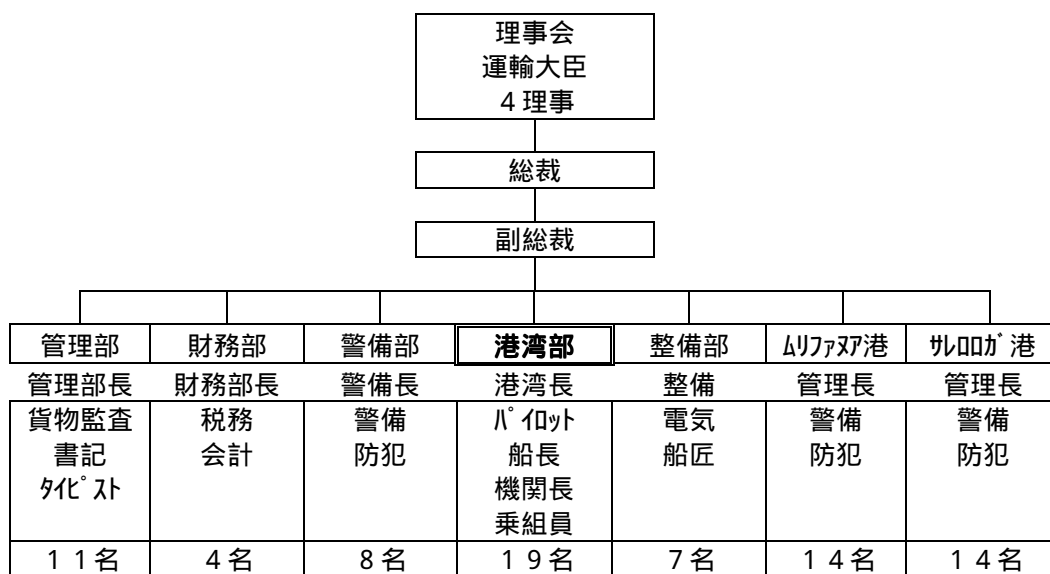 理事会
運輸大臣
4理事
総裁
副総裁
管理部 財務部 警備部 港湾部 整備部 ﾑﾘﾌｧﾇｱ港 ｻﾚﾛﾛｶﾞ港
管理部長 財務部長 警備長 港湾長 整備 管理長 管理長
貨物監査 税務 警備 ﾊﾟｲﾛｯﾄ 電気 警備 警備
書記 会計 防犯 船長 船匠 防犯 防犯
ﾀｲﾋﾟｽﾄ 機関長
乗組員
11名 4名 8名 19名 7名 14名 14名